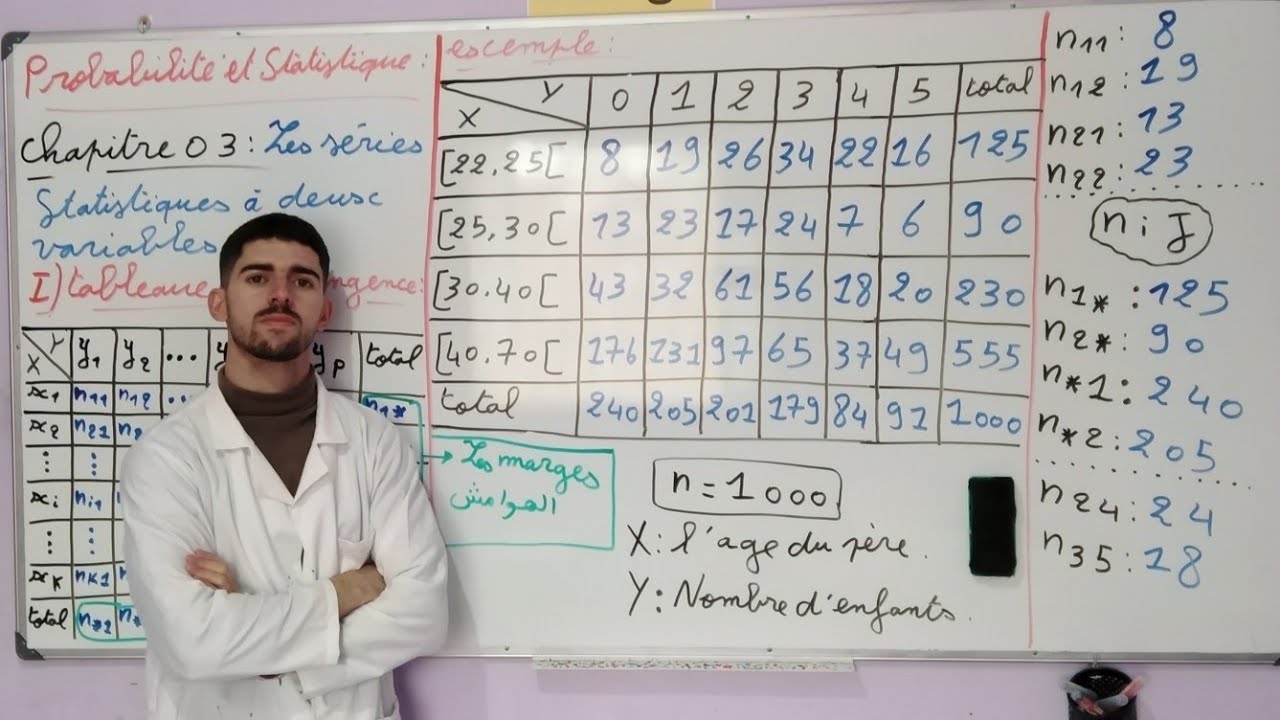 Probabilité et Statistique :
Chapitre 03 : Les séries
Statistiques à deux
variables
I) tableaux ngence :
X Y y1 y2 ... y yp total
x1 n11 n12 ... n1*
x2 n21 n2
⋮ ⋮
xi ni1
⋮ ⋮
xK nK1
total n*1 n*
escemple :
X Y 0 1 2 3 4 5 total
[22,25[ 8 19 26 34 22 16 125
[25,30[ 13 23 17 24 7 6 90
[30.40[ 43 32 61 56 18 20 230
[40.70[ 176 131 97 65 37 49 555
total 240 205 201 179 84 91 1000
Les marges
الهوامش
n = 1000
X : l'age du père.
Y : Nombre d'enfants.
n11 : 8
n12 : 19
n21 : 13
n22 : 23
nij
n1* : 125
n2* : 90
n*1 : 240
n*2 : 205
n24 : 24
n35 : 18